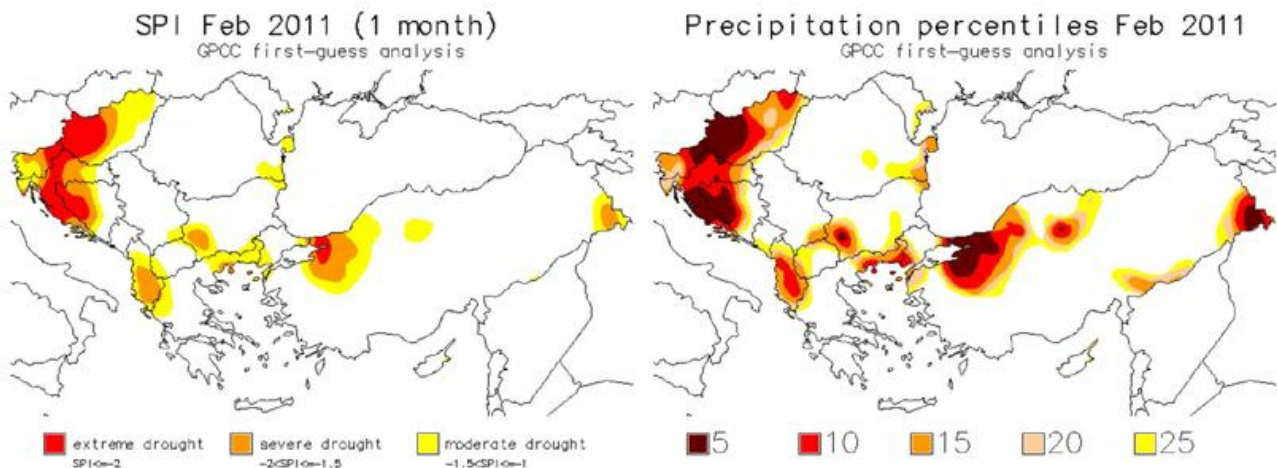 SPI Feb 2011 (1 month)
GPCC first-guess analysis
extreme drought
SPI<=-2
severe drought
-2<SPI<=-1.5
moderate drought
-1.5<SPI<=-1
Precipitation percentiles Feb 2011
GPCC first-guess analysis
5
10
15
20
25